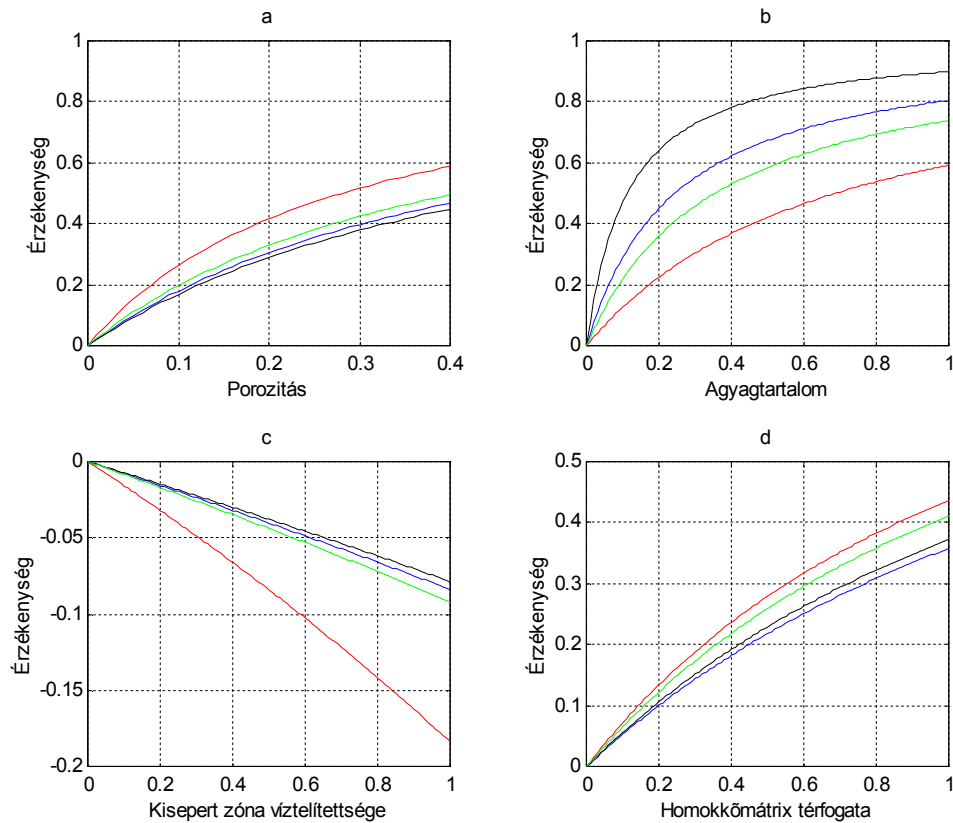 a
Érzékenység
1
0.8
0.6
0.4
0.2
0
0 0.1 0.2 0.3 0.4
Porozitás
b
Érzékenység
1
0.8
0.6
0.4
0.2
0
0 0.2 0.4 0.6 0.8 1
Agyagtartalom
c
Érzékenység
0
-0.05
-0.1
-0.15
-0.2
0 0.2 0.4 0.6 0.8 1
Kisepert zóna víztelítettsége
d
Érzékenység
0.5
0.4
0.3
0.2
0.1
0
0 0.2 0.4 0.6 0.8 1
Homokkõmátrix térfogata